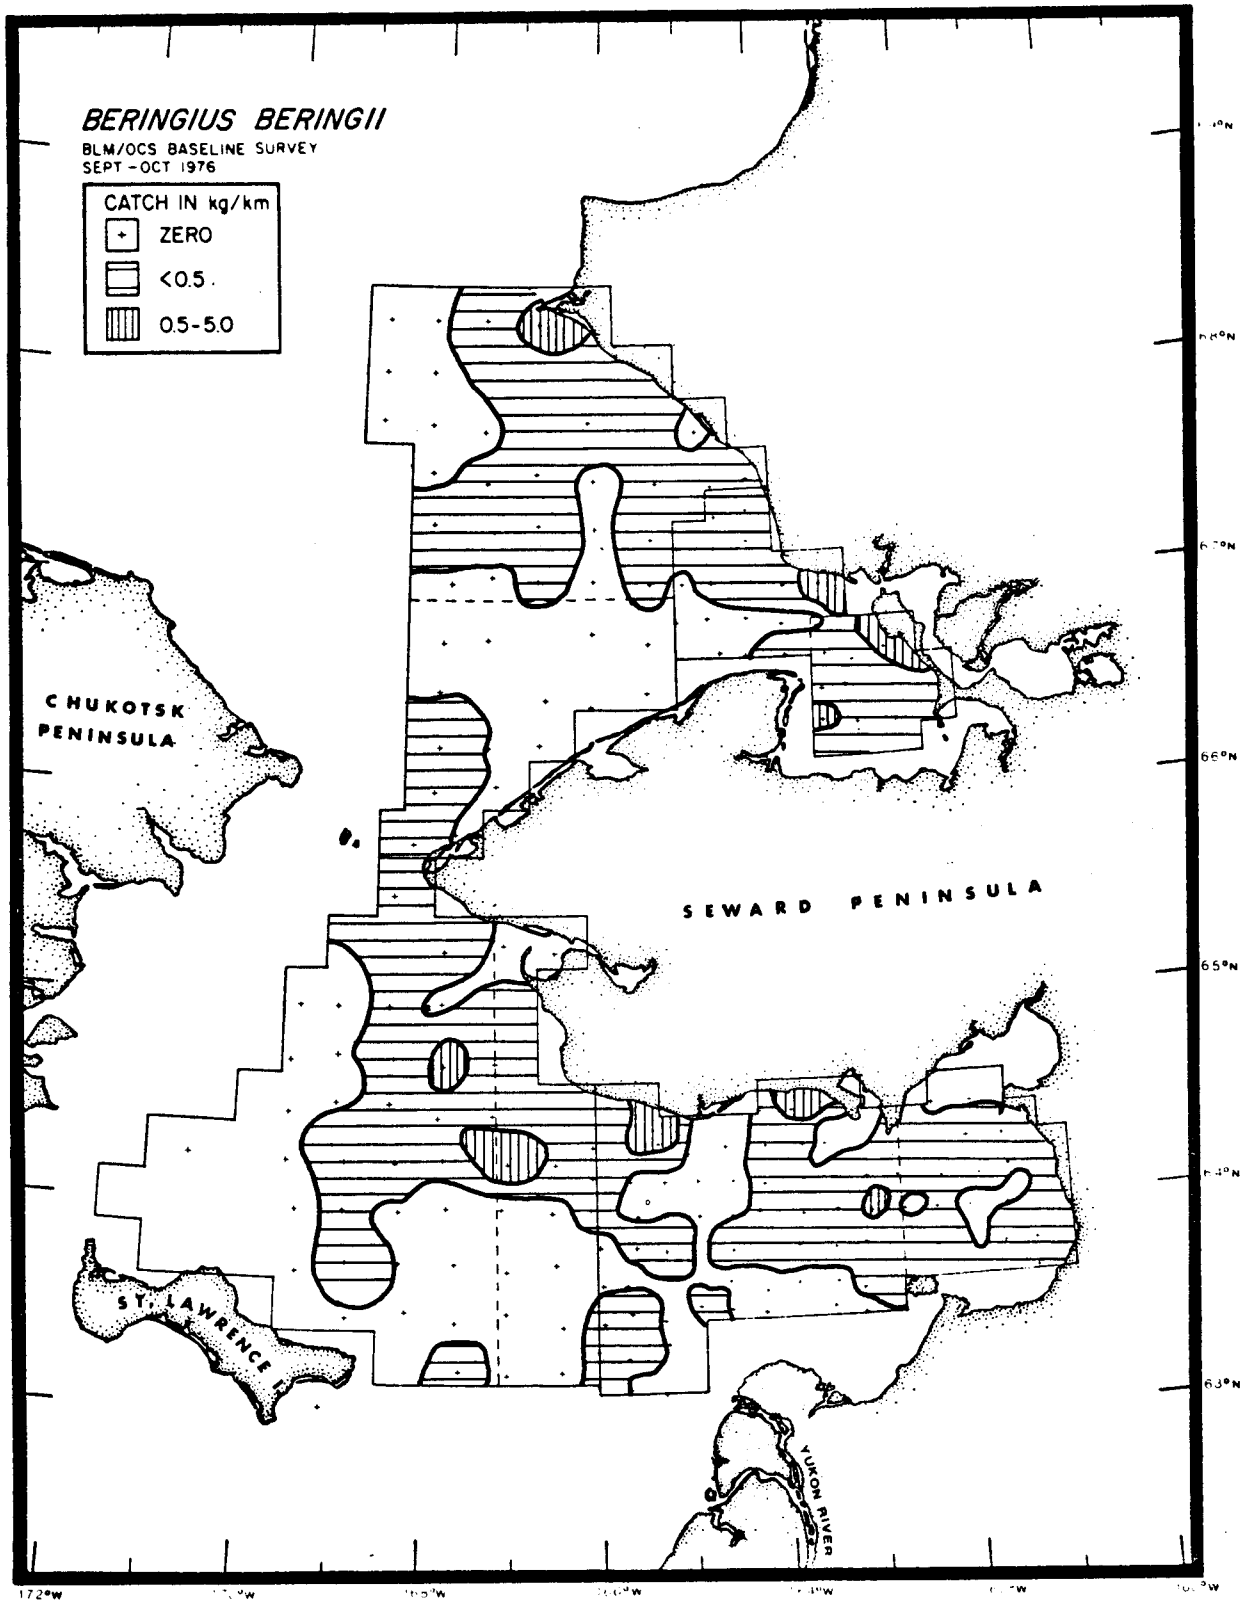 BERINGIUS BERINGII
BLM/OCS BASELINE SURVEY
SEPT-OCT 1976
CATCH IN kg/km
ZERO
<0.5
0.5-5.0
68°N
CHUKOTSK
PENINSULA
66°N
SEWARD PENINSULA
65°N
ST. LAWRENCE I.
63°N
YUKON RIVER
172°W